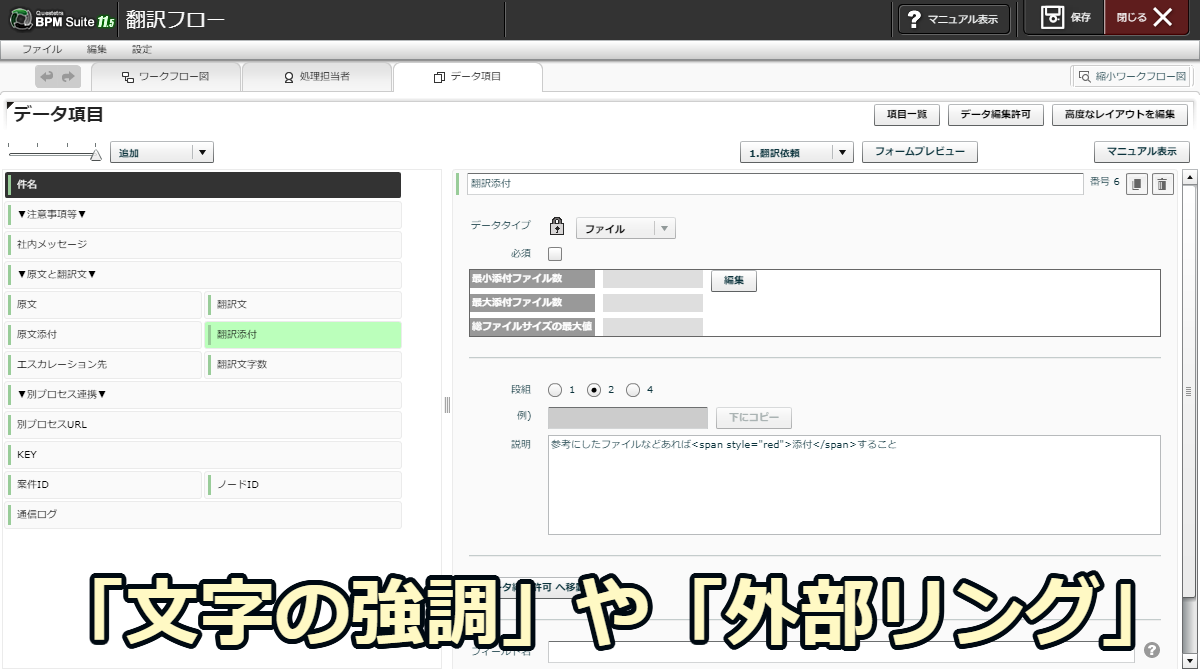 Questetra
BPM Suite 11.5 翻訳フロー
? マニュアル表示 保存 閉じる
ファイル 編集 設定
ワークフロー図 処理担当者 データ項目 縮小ワークフロー図
データ項目 項目一覧 データ編集許可 高度なレイアウトを編集
追加 1.翻訳依頼 フォームプレビュー マニュアル表示
件名
▼注意事項等▼
社内メッセージ
▼原文と翻訳文▼
原文 翻訳文
原文添付 翻訳添付
エスカレーション先 翻訳文字数
▼別プロセス連携▼
別プロセスURL
KEY
案件ID ノードID
通信ログ
翻訳添付 番号 6
データタイプ ファイル
必須
最小添付ファイル数 編集
最大添付ファイル数
総ファイルサイズの最大値
段組 1 2 4
例) 下にコピー
説明 参考にしたファイルなどあれば<span style="red">添付</span>すること
許可 へ移
「文字の強調」や「外部リング」
フィールド名 ?